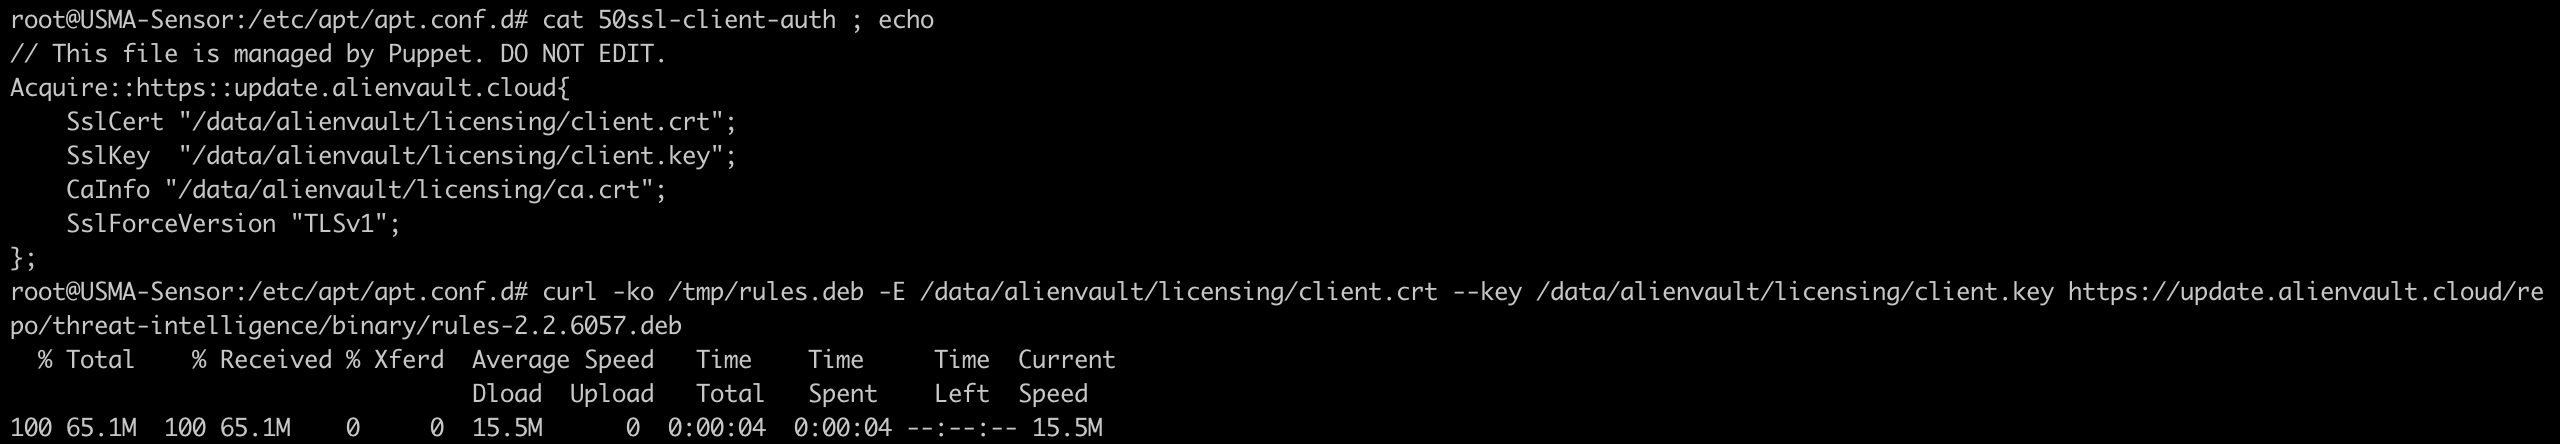 root@USMA-Sensor:/etc/apt/apt.conf.d# cat 50ssl-client-auth ; echo
// This file is managed by Puppet. DO NOT EDIT.
Acquire::https::update.alienvault.cloud{
    SslCert "/data/alienvault/licensing/client.crt";
    SslKey  "/data/alienvault/licensing/client.key";
    CaInfo "/data/alienvault/licensing/ca.crt";
    SslForceVersion "TLSv1";
};
root@USMA-Sensor:/etc/apt/apt.conf.d# curl -ko /tmp/rules.deb -E /data/alienvault/licensing/client.crt --key /data/alienvault/licensing/client.key https://update.alienvault.cloud/re
po/threat-intelligence/binary/rules-2.2.6057.deb
  % Total    % Received % Xferd  Average Speed   Time    Time     Time  Current
                                 Dload  Upload   Total   Spent    Left  Speed
100 65.1M  100 65.1M    0     0  15.5M      0  0:00:04  0:00:04 --:--:-- 15.5M